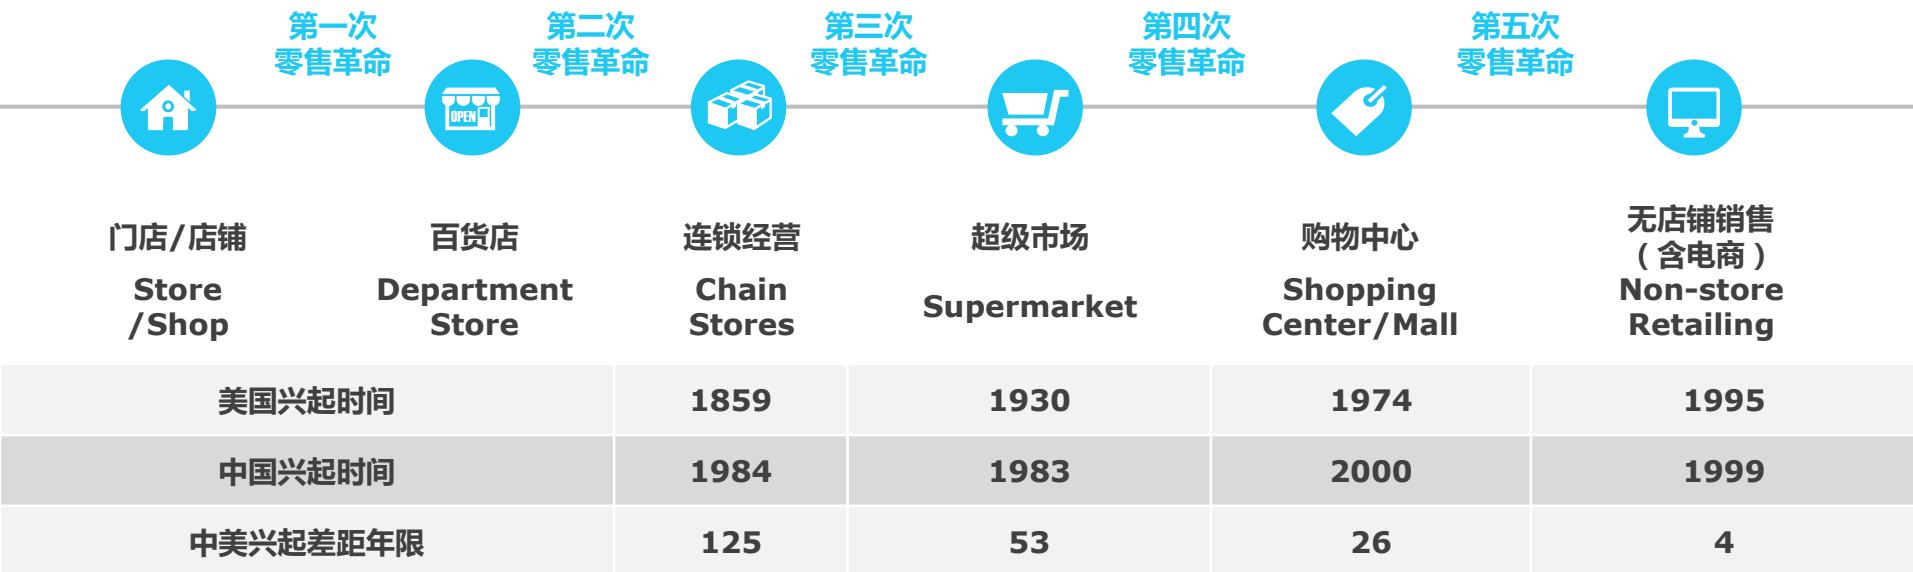 第一次
零售革命
第二次
零售革命
第三次
零售革命
第四次
零售革命
第五次
零售革命
OPEN
门店/店铺
Store
/Shop
百货店
Department
Store
连锁经营
Chain
Stores
超级市场
Supermarket
购物中心
Shopping
Center/Mall
无店铺销售
（含电商）
Non-store
Retailing
美国兴起时间 1859 1930 1974 1995
中国兴起时间 1984 1983 2000 1999
中美兴起差距年限 125 53 26 4